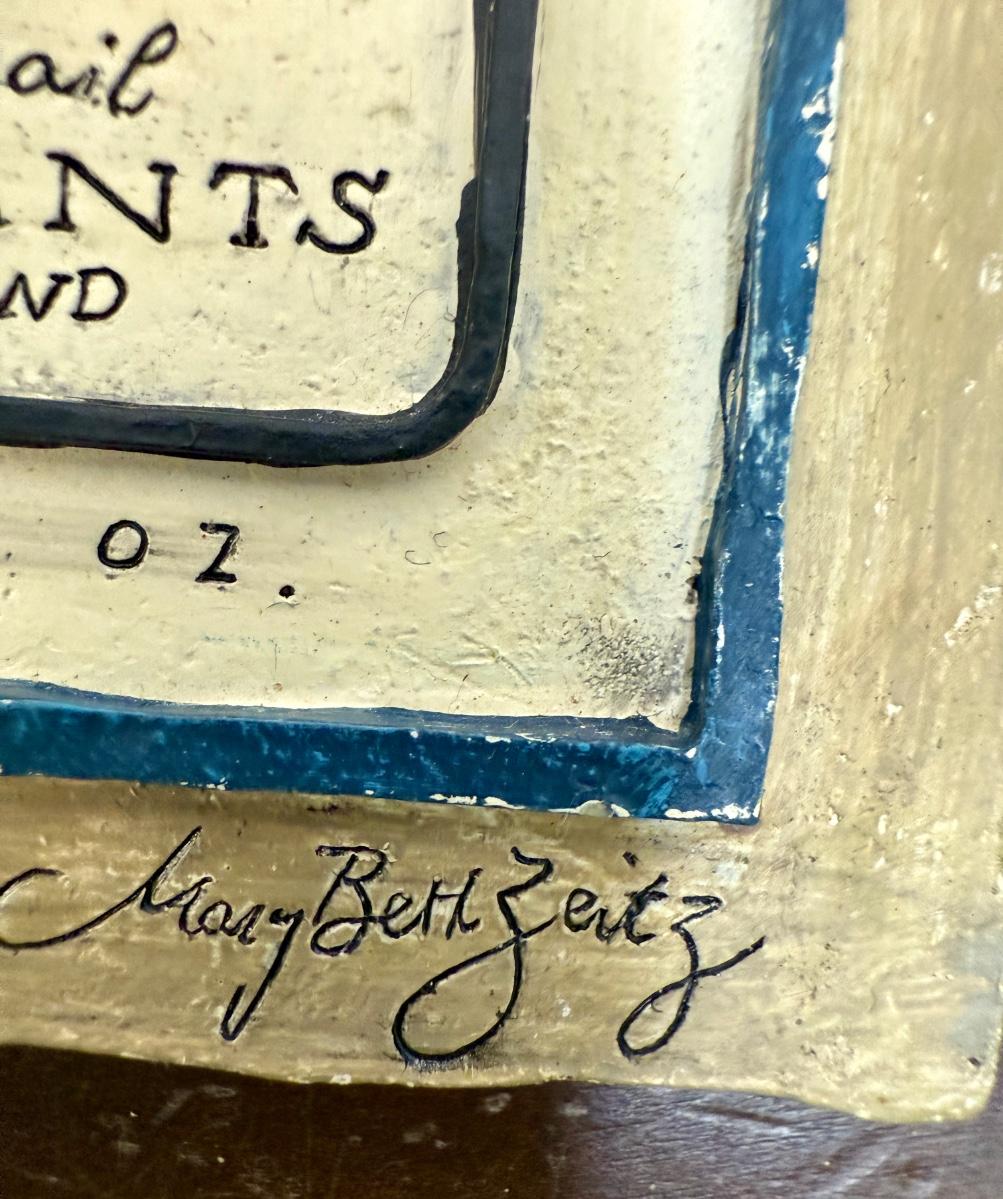 ail
NTS
ND
oz.
Mary Beth Zeitz